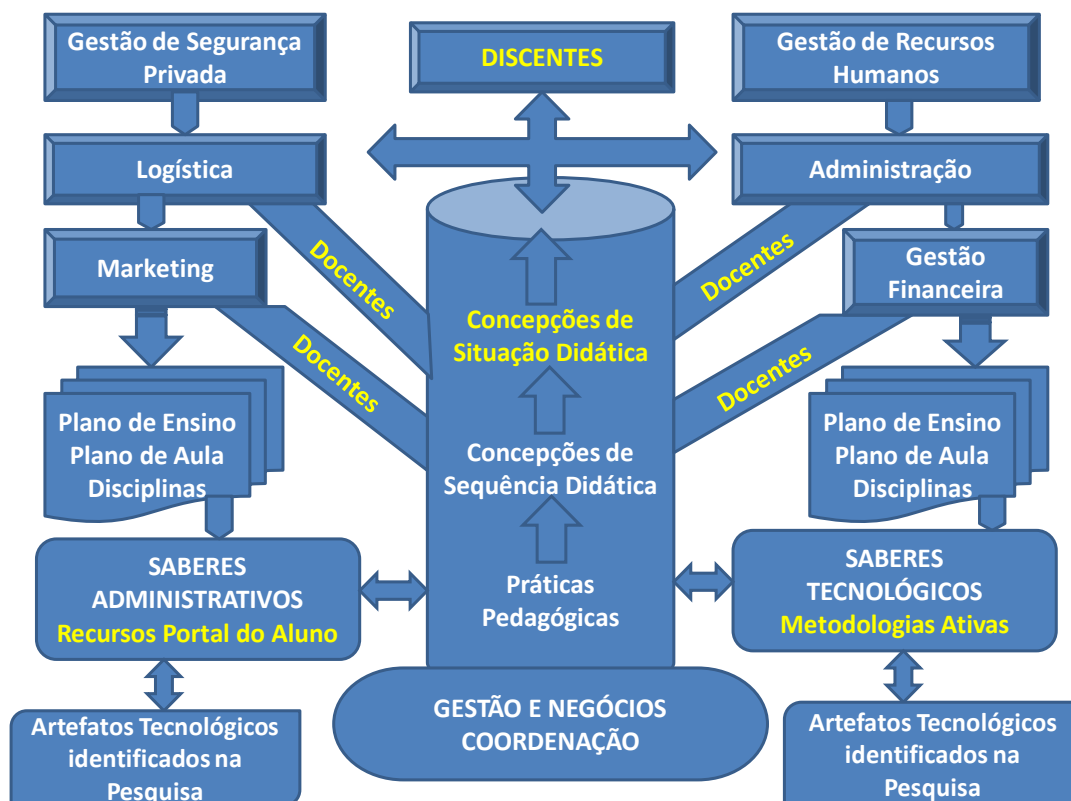 Gestão de Segurança
Privada
DISCENTES
Gestão de Recursos
Humanos
Logística
Administração
Marketing
Gestão
Financeira
Docentes
Docentes
Docentes
Docentes
Concepções de
Situação Didática
Concepções de
Sequência Didática
Práticas
Pedagógicas
Plano de Ensino
Plano de Aula
Disciplinas
Plano de Ensino
Plano de Aula
Disciplinas
SABERES
ADMINISTRATIVOS
Recursos Portal do Aluno
SABERES
TECNOLÓGICOS
Metodologias Ativas
GESTÃO E NEGÓCIOS
COORDENAÇÃO
Artefatos Tecnológicos
identificados na
Pesquisa
Artefatos Tecnológicos
identificados na
Pesquisa